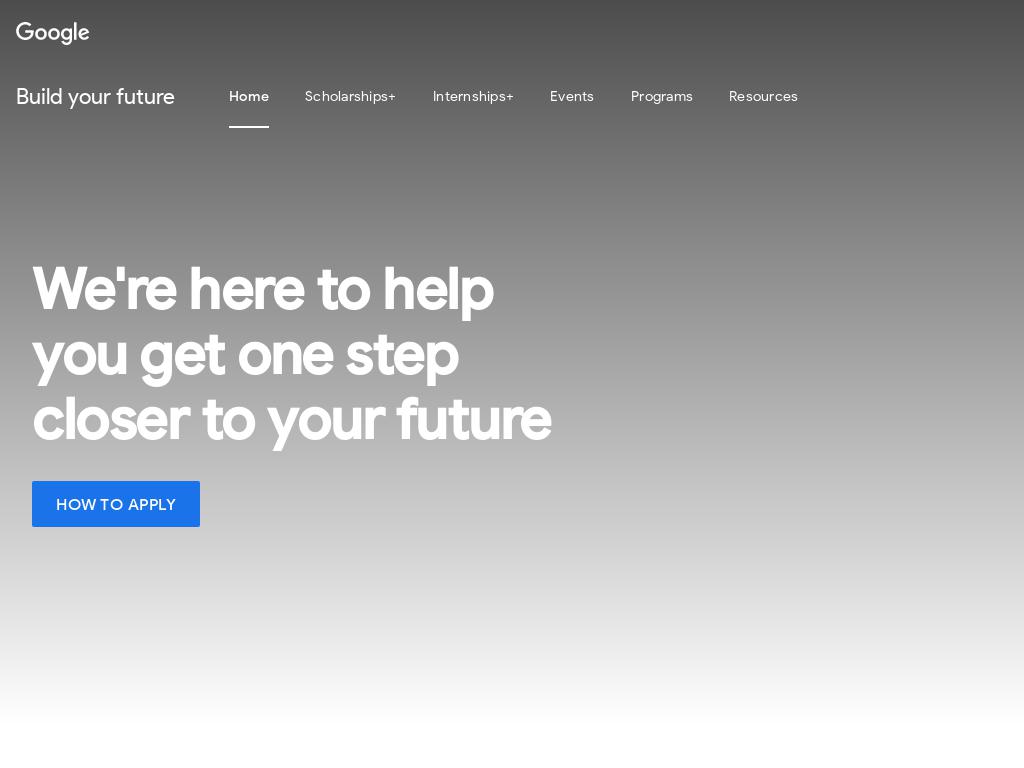 Google
Build your future
Home
Scholarships+
Internships+
Events
Programs
Resources
We're here to help
you get one step
closer to your future
HOW TO APPLY